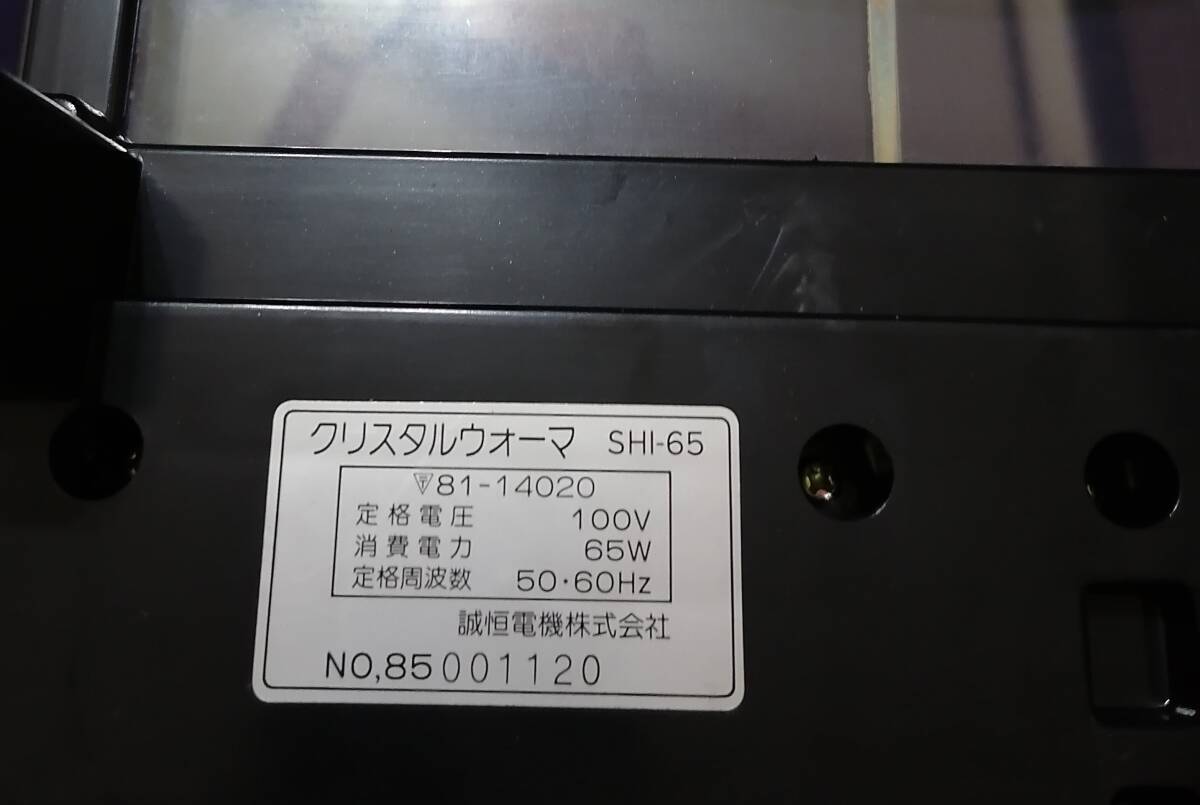 クリスタルウォーマ SHI-65
〒81-14020
定格電圧 100V
消費電力 65W
定格周波数 50・60Hz
誠恒電機株式会社
NO,85001120